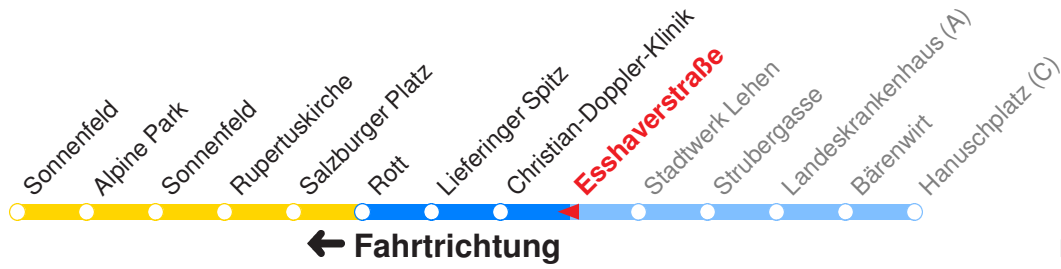 Sonnenfeld
Alpine Park
Sonnenfeld
Rupertuskirche
Salzburger Platz
Rott
Lieferinger Spitz
Christian-Doppler-Klinik
Esshaverstraße
Stadtwerk Lehen
Strubergasse
Landeskrankenhaus (A)
Bärenwirt
Hanuschplatz (C)
← Fahrtrichtung